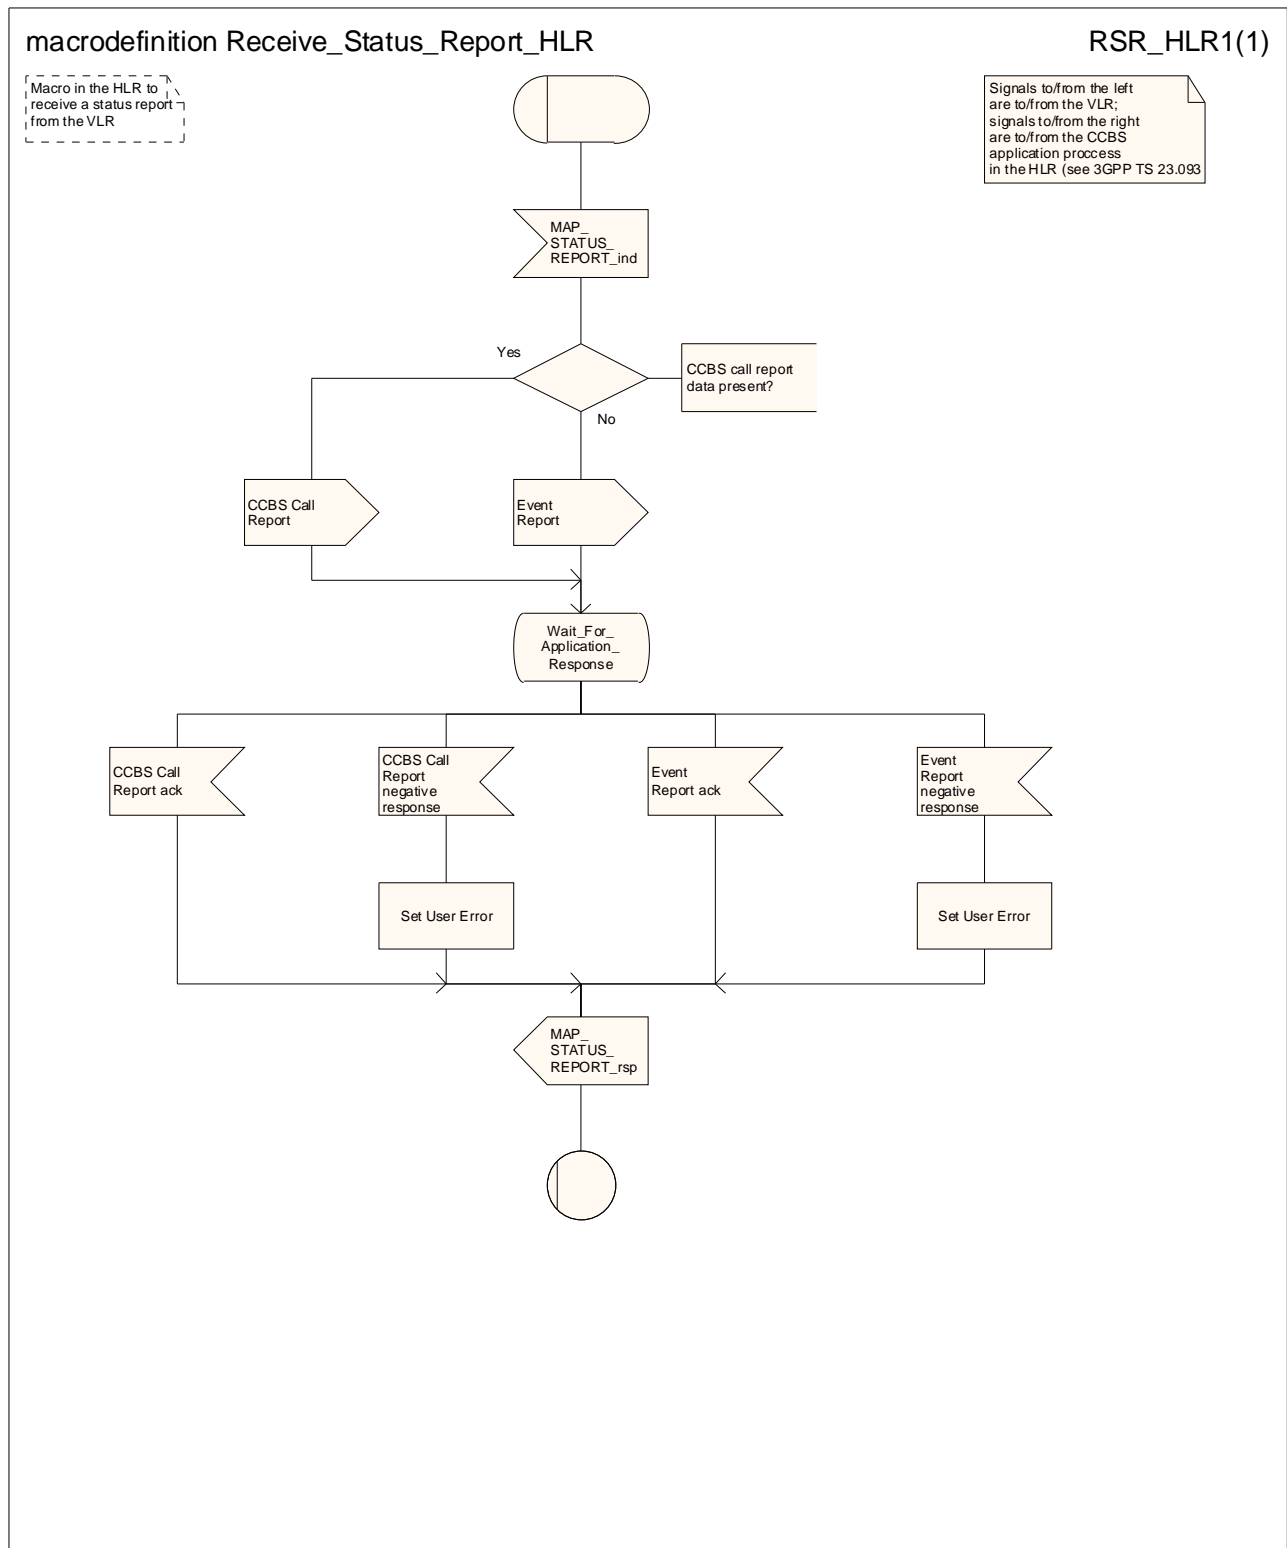 macrodefinition Receive_Status_Report_HLR
RSR_HLR1(1)
Macro in the HLR to
receive a status report
from the VLR
Signals to/from the left
are to/from the VLR;
signals to/from the right
are to/from the CCBS
application proccess
in the HLR (see 3GPP TS 23.093
MAP_
STATUS_
REPORT_ind
Yes
CCBS call report
data present?
No
CCBS Call
Report
Event
Report
Wait_For_
Application_
Response
CCBS Call
Report ack
CCBS Call
Report
negative
response
Event
Report ack
Event
Report
negative
response
Set User Error
Set User Error
MAP_
STATUS_
REPORT_rsp